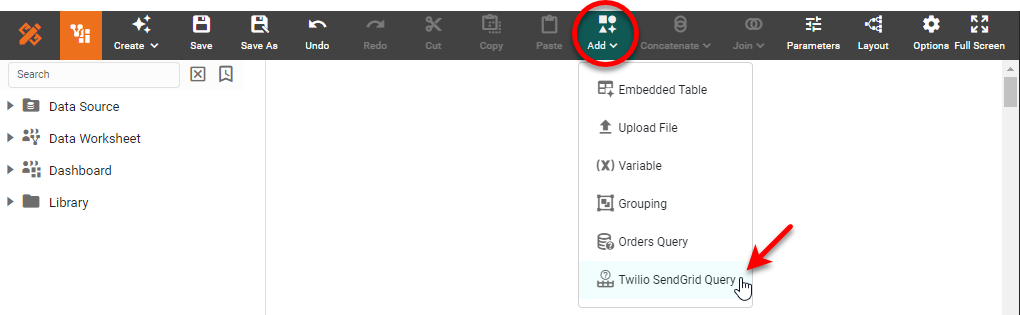 Create Save Save As Undo Redo Cut Copy Paste Add Concatenate Join Parameters Layout Options Full Screen
Search
Data Source
Data Worksheet
Dashboard
Library
Embedded Table
Upload File
(x) Variable
Grouping
Orders Query
Twilio SendGrid Query